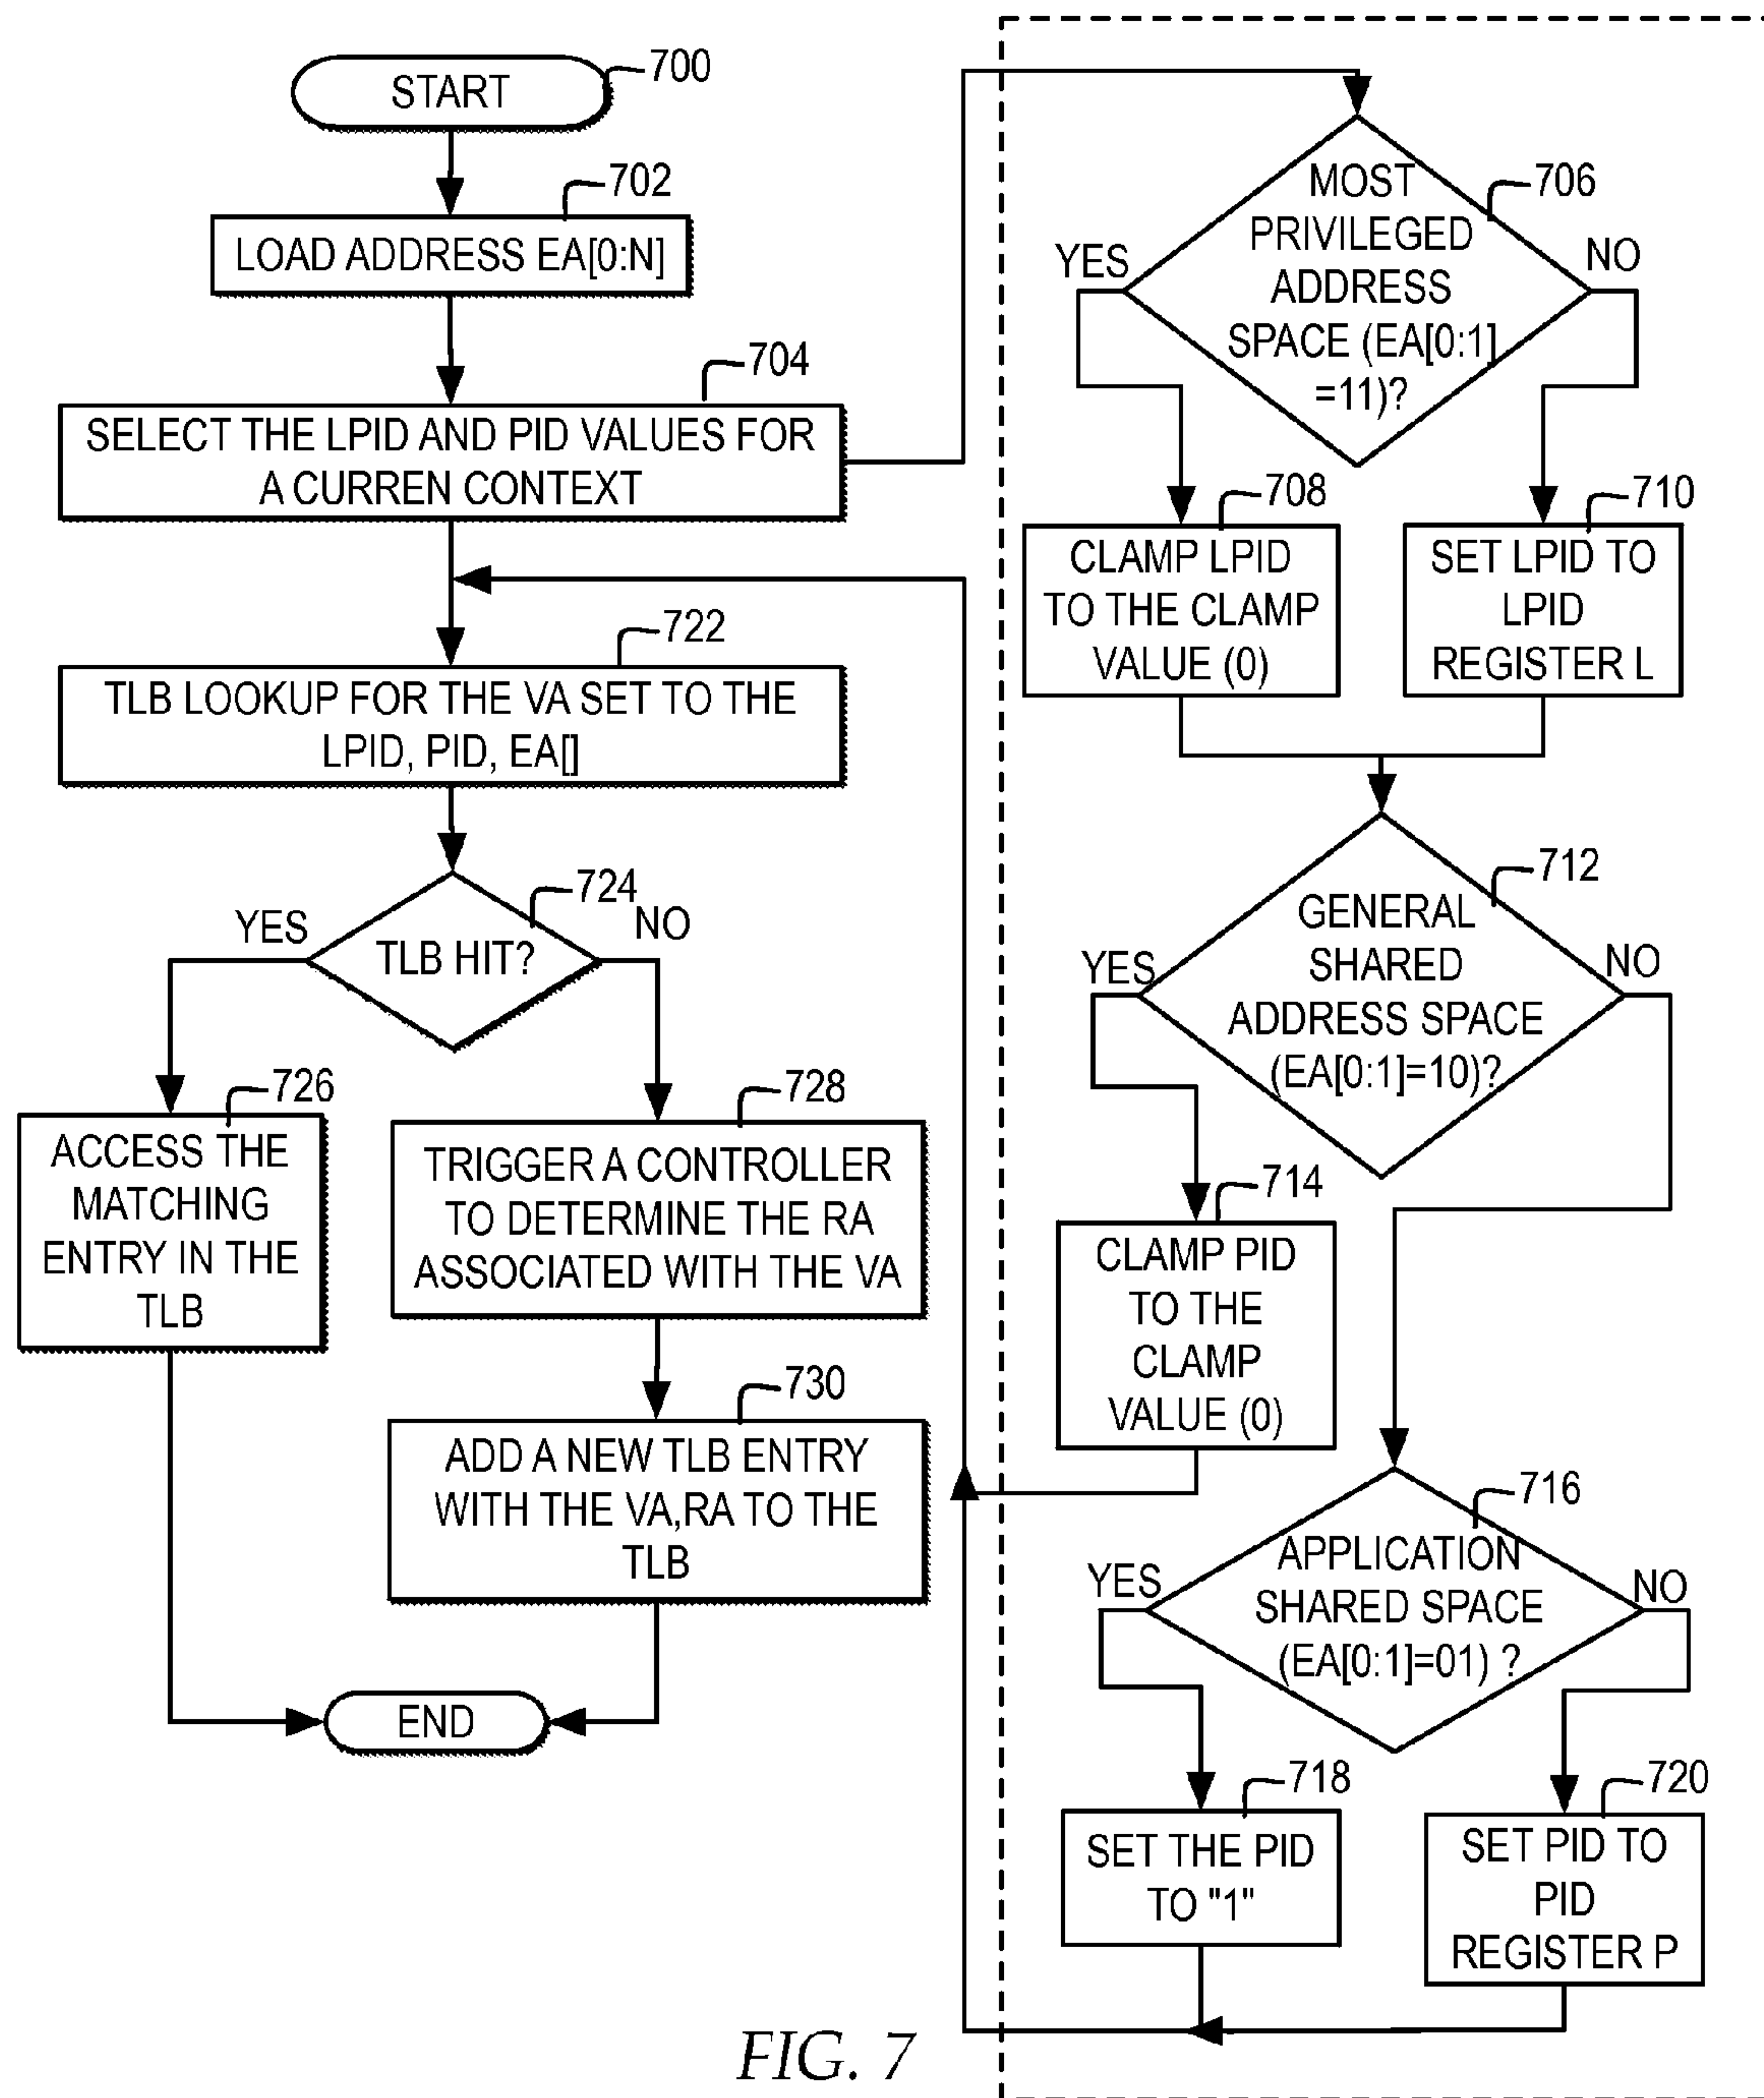 START
700
702
LOAD ADDRESS EA[0:N]
704
SELECT THE LPID AND PID VALUES FOR
A CURREN CONTEXT
722
TLB LOOKUP FOR THE VA SET TO THE
LPID, PID, EA[]
724
YES
NO
TLB HIT?
726
ACCESS THE
MATCHING
ENTRY IN THE
TLB
728
TRIGGER A CONTROLLER
TO DETERMINE THE RA
ASSOCIATED WITH THE VA
730
ADD A NEW TLB ENTRY
WITH THE VA,RA TO THE
TLB
END
706
MOST
PRIVILEGED
ADDRESS
SPACE (EA[0:1]
=11)?
YES
NO
708
CLAMP LPID
TO THE CLAMP
VALUE (0)
710
SET LPID TO
LPID
REGISTER L
712
GENERAL
SHARED
ADDRESS SPACE
(EA[0:1]=10)?
YES
NO
714
CLAMP PID
TO THE
CLAMP
VALUE (0)
716
APPLICATION
SHARED SPACE
(EA[0:1]=01) ?
YES
NO
718
SET THE PID
TO "1"
720
SET PID TO
PID
REGISTER P
FIG. 7